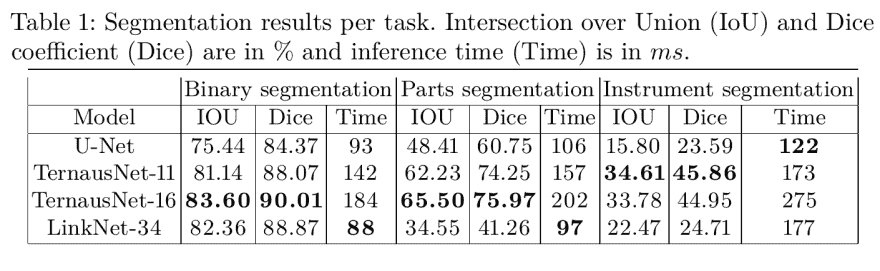 Table 1: Segmentation results per task. Intersection over Union (IoU) and Dice
coefficient (Dice) are in % and inference time (Time) is in ms.
Binary segmentation Parts segmentation Instrument segmentation
Model IOU Dice Time IOU Dice Time IOU Dice Time
U-Net 75.44 84.37 93 48.41 60.75 106 15.80 23.59 122
TernausNet-11 81.14 88.07 142 62.23 74.25 157 34.61 45.86 173
TernausNet-16 83.60 90.01 184 65.50 75.97 202 33.78 44.95 275
LinkNet-34 82.36 88.87 88 34.55 41.26 97 22.47 24.71 177